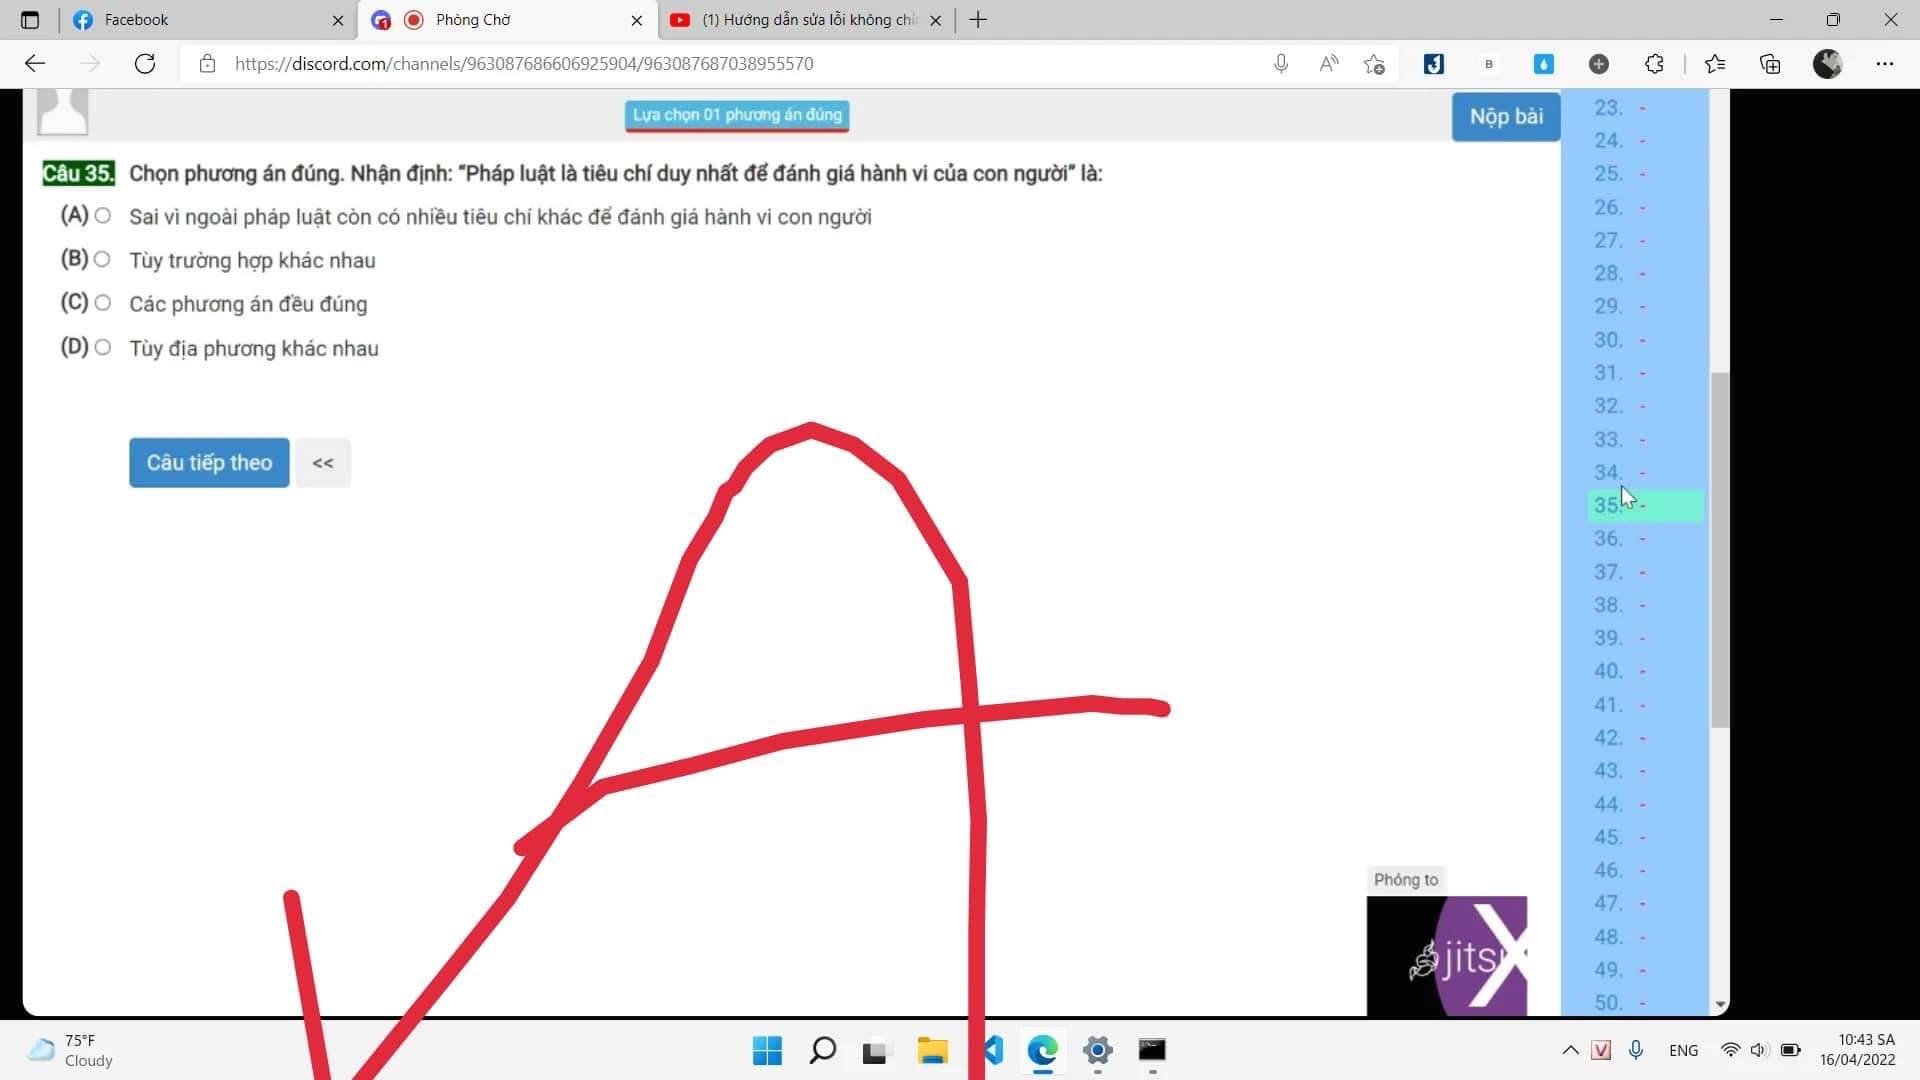 Facebook
Phòng Chờ
(1) Hướng dẫn sửa lỗi không chỉ
https://discord.com/channels/963087686606925904/963087687038955570
B
Lựa chọn 01 phương án đúng
Nộp bài
Câu 35. Chọn phương án đúng. Nhận định: “Pháp luật là tiêu chí duy nhất để đánh giá hành vi của con người” là:
(A) Sai vì ngoài pháp luật còn có nhiều tiêu chí khác để đánh giá hành vi con người
(B) Tùy trường hợp khác nhau
(C) Các phương án đều đúng
(D) Tùy địa phương khác nhau
Câu tiếp theo <<
A
23. -
24. -
25. -
26. -
27. -
28. -
29. -
30. -
31. -
32. -
33. -
34. -
35. -
36. -
37. -
38. -
39. -
40. -
41. -
42. -
43. -
44. -
45. -
46. -
47. -
48. -
49. -
50. -
Phóng to
jitsi
75°F
Cloudy
ENG
10:43 SA
16/04/2022